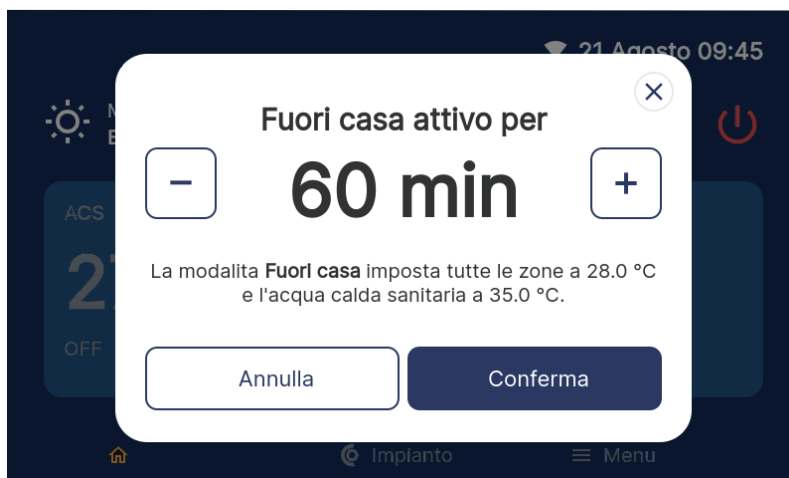 21 Agosto 09:45
Fuori casa attivo per
60 min
ACS
La modalita Fuori casa imposta tutte le zone a 28.0 °C
e l'acqua calda sanitaria a 35.0 °C.
OFF
Annulla
Conferma
Impianto
Menu